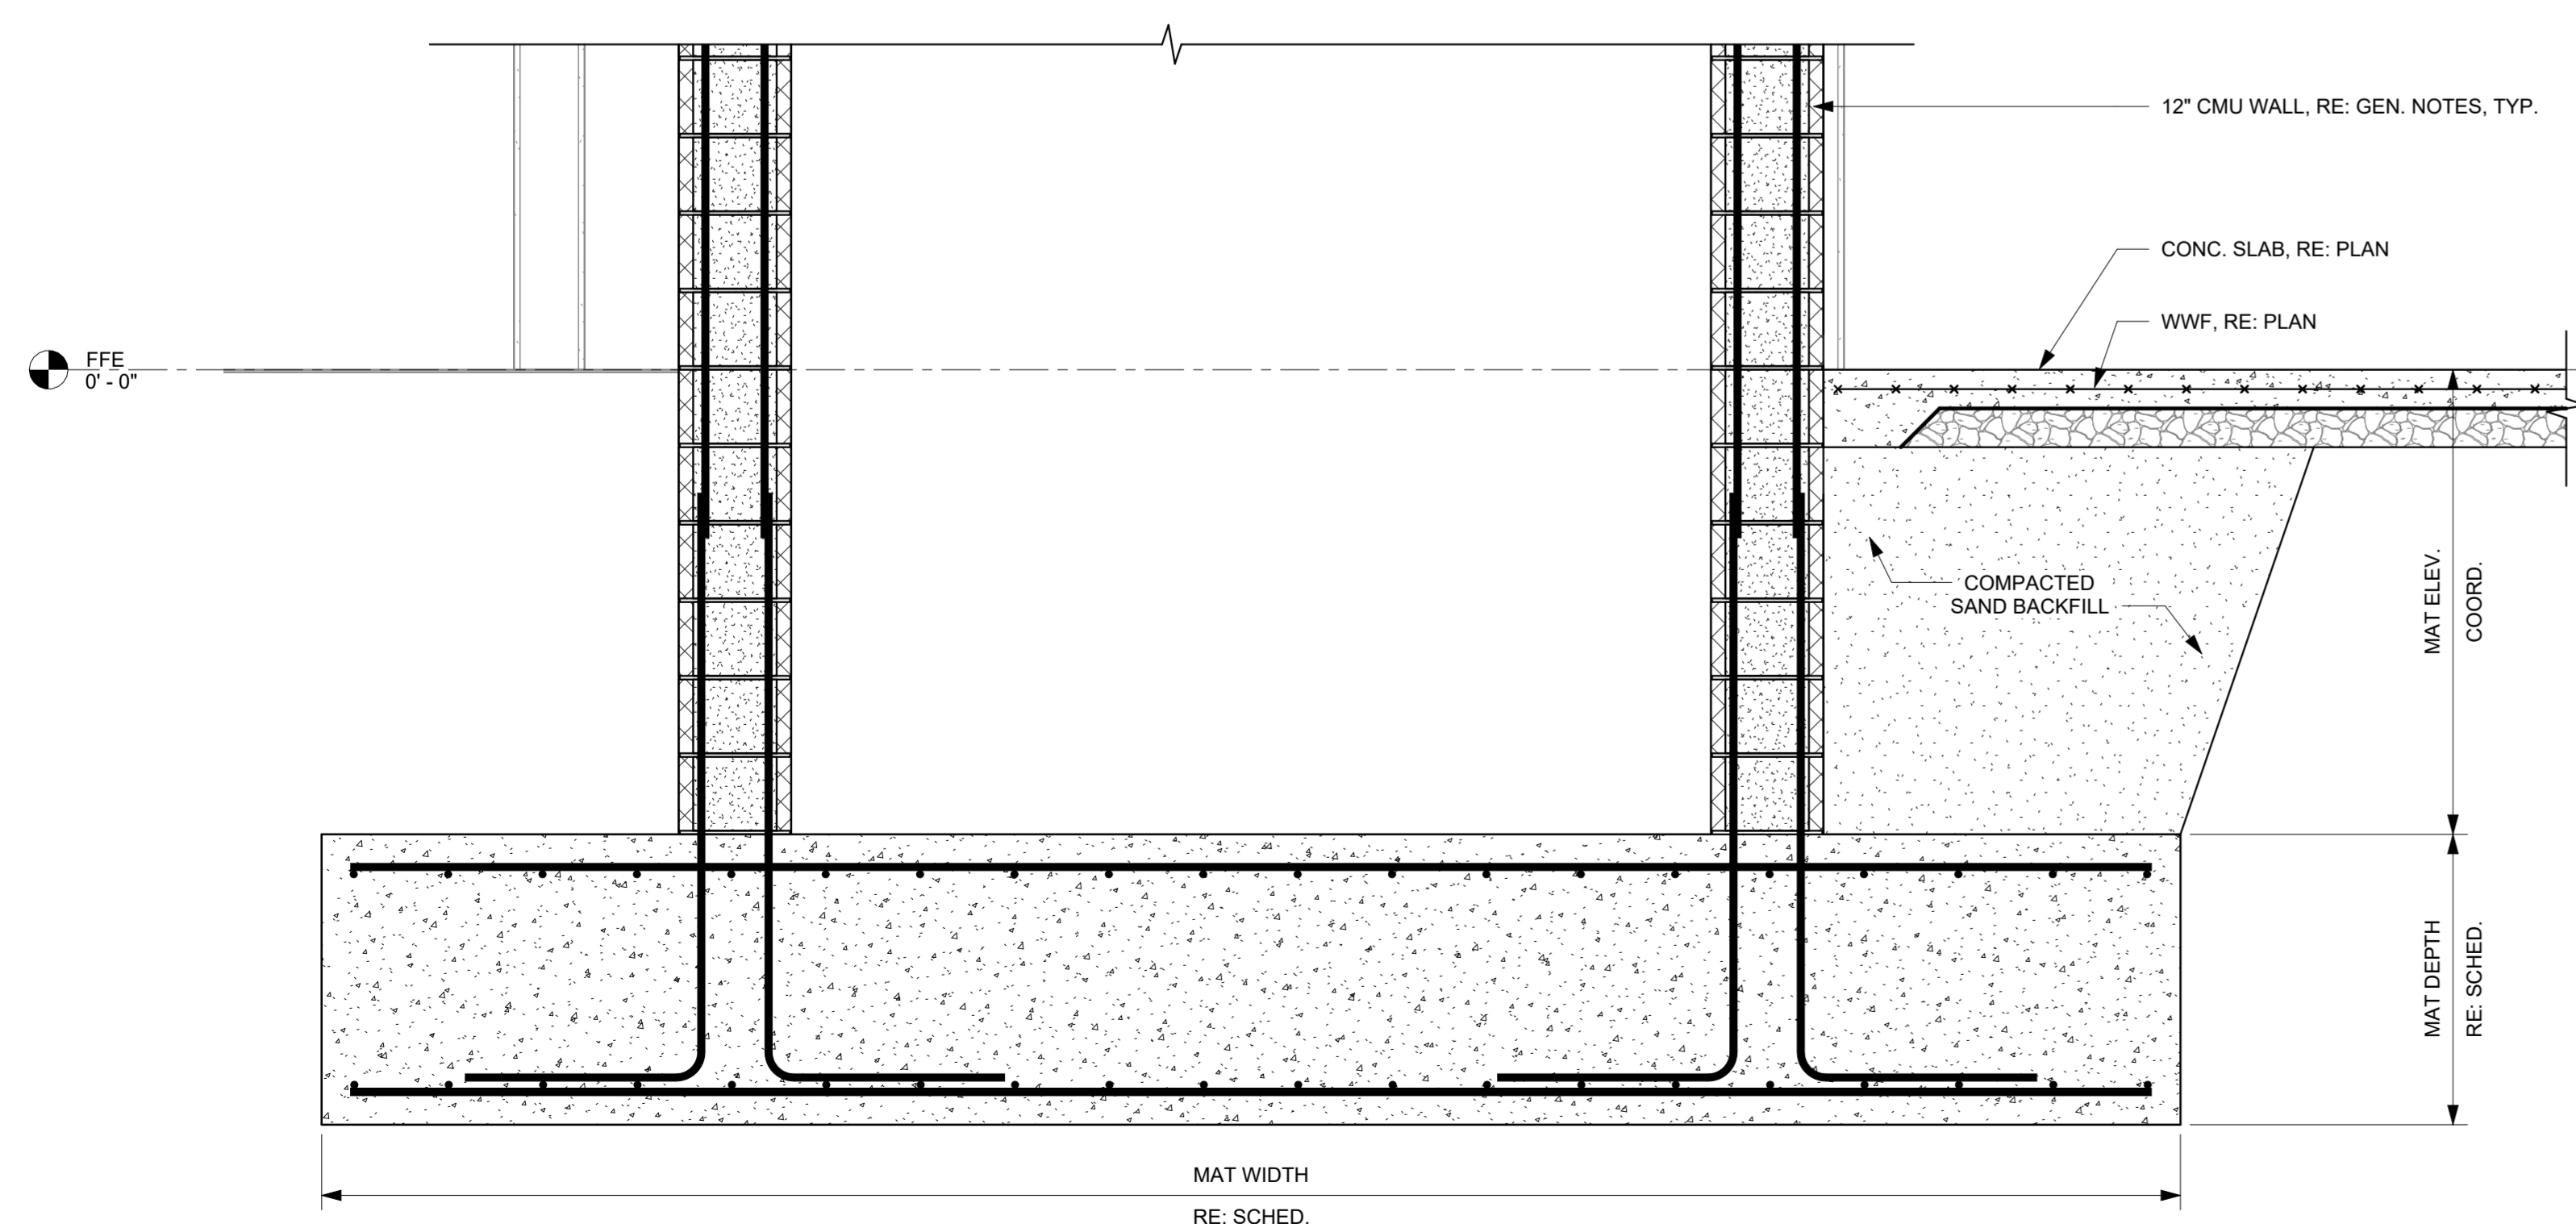 12" CMU WALL, RE: GEN. NOTES, TYP.
CONC. SLAB, RE: PLAN
WWF, RE: PLAN
FFE
0' - 0"
COMPACTED
SAND BACKFILL
MAT ELEV.
COORD.
MAT DEPTH
RE: SCHED.
MAT WIDTH
RE: SCHED.